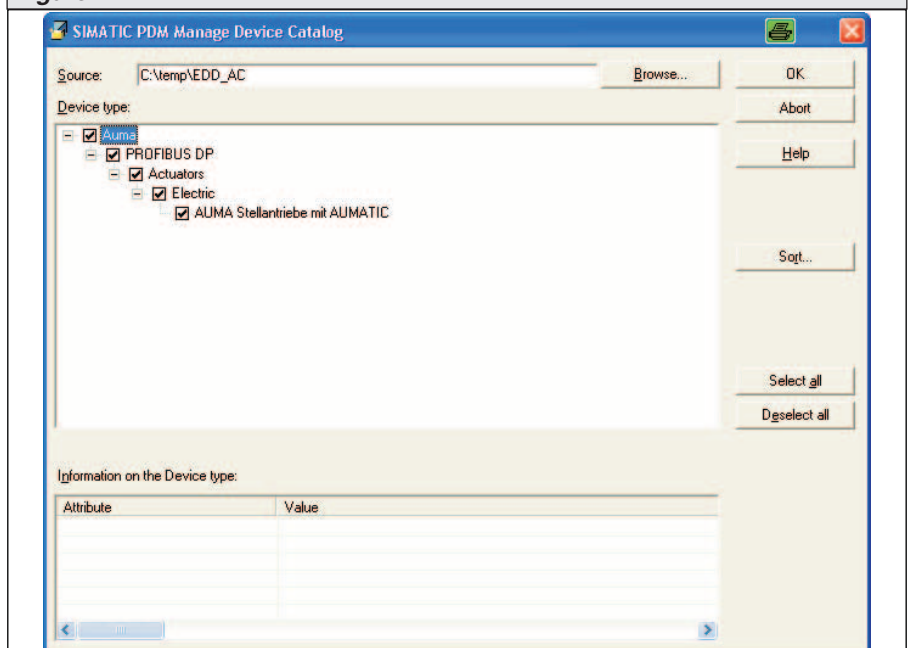 SIMATIC PDM Manage Device Catalog
Source: C:\temp\EDD_AC Browse... OK
Device type: Abort
Auma
PROFIBUS DP Help
Actuators
Electric
AUMA Stellantriebe mit AUMATIC
Sort...
Select all
Deselect all
Information on the Device type:
Attribute Value